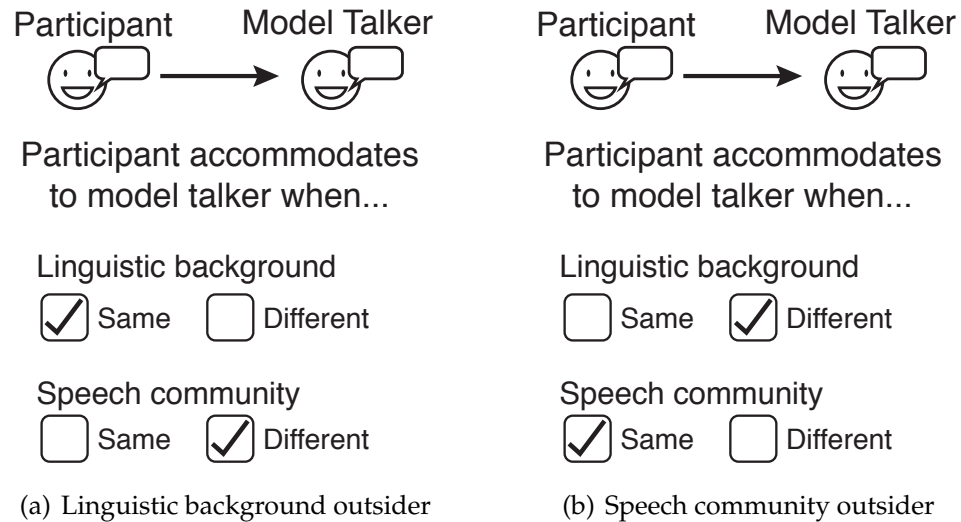 Participant Model Talker
Participant accommodates
to model talker when...
Linguistic background
Same Different
Speech community
Same Different
(a) Linguistic background outsider
Participant Model Talker
Participant accommodates
to model talker when...
Linguistic background
Same Different
Speech community
Same Different
(b) Speech community outsider